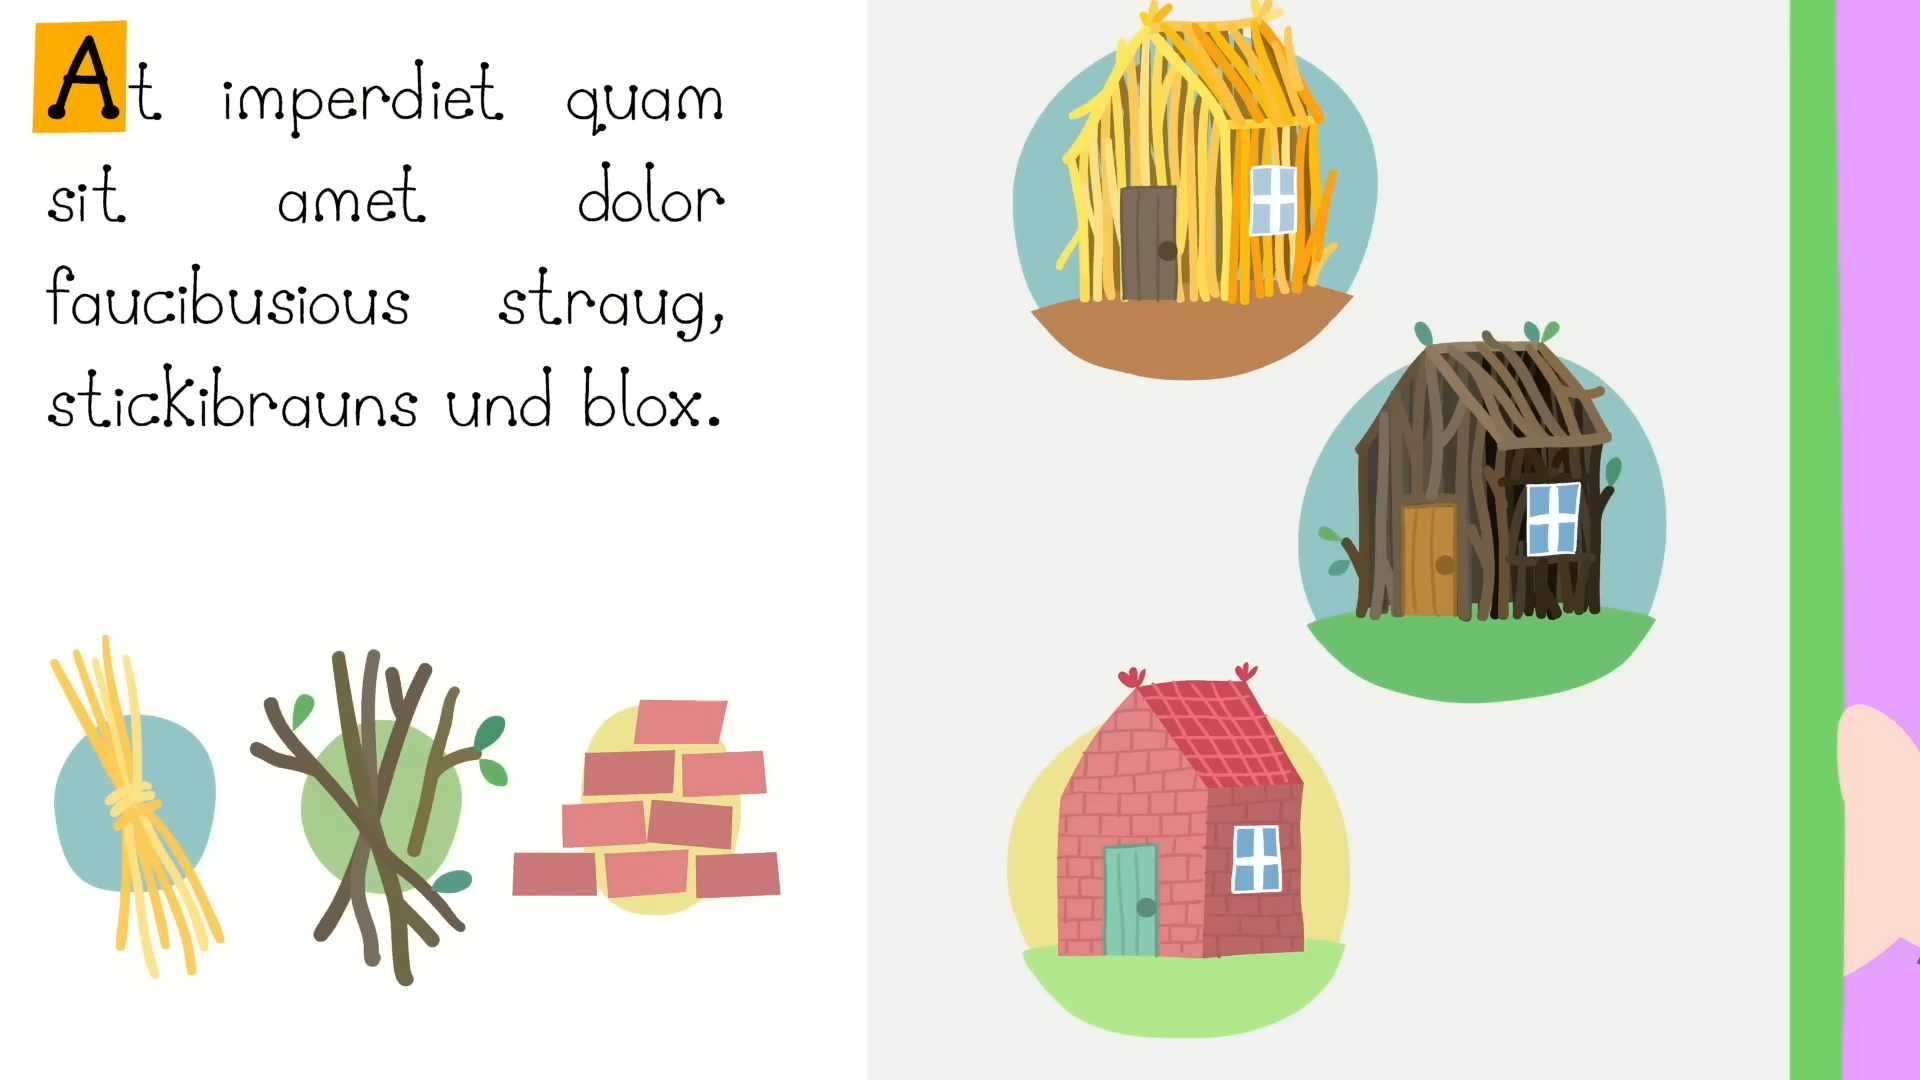 At imperdiet quam
sit amet dolor
faucibusious straug,
stickibrauns und blox.